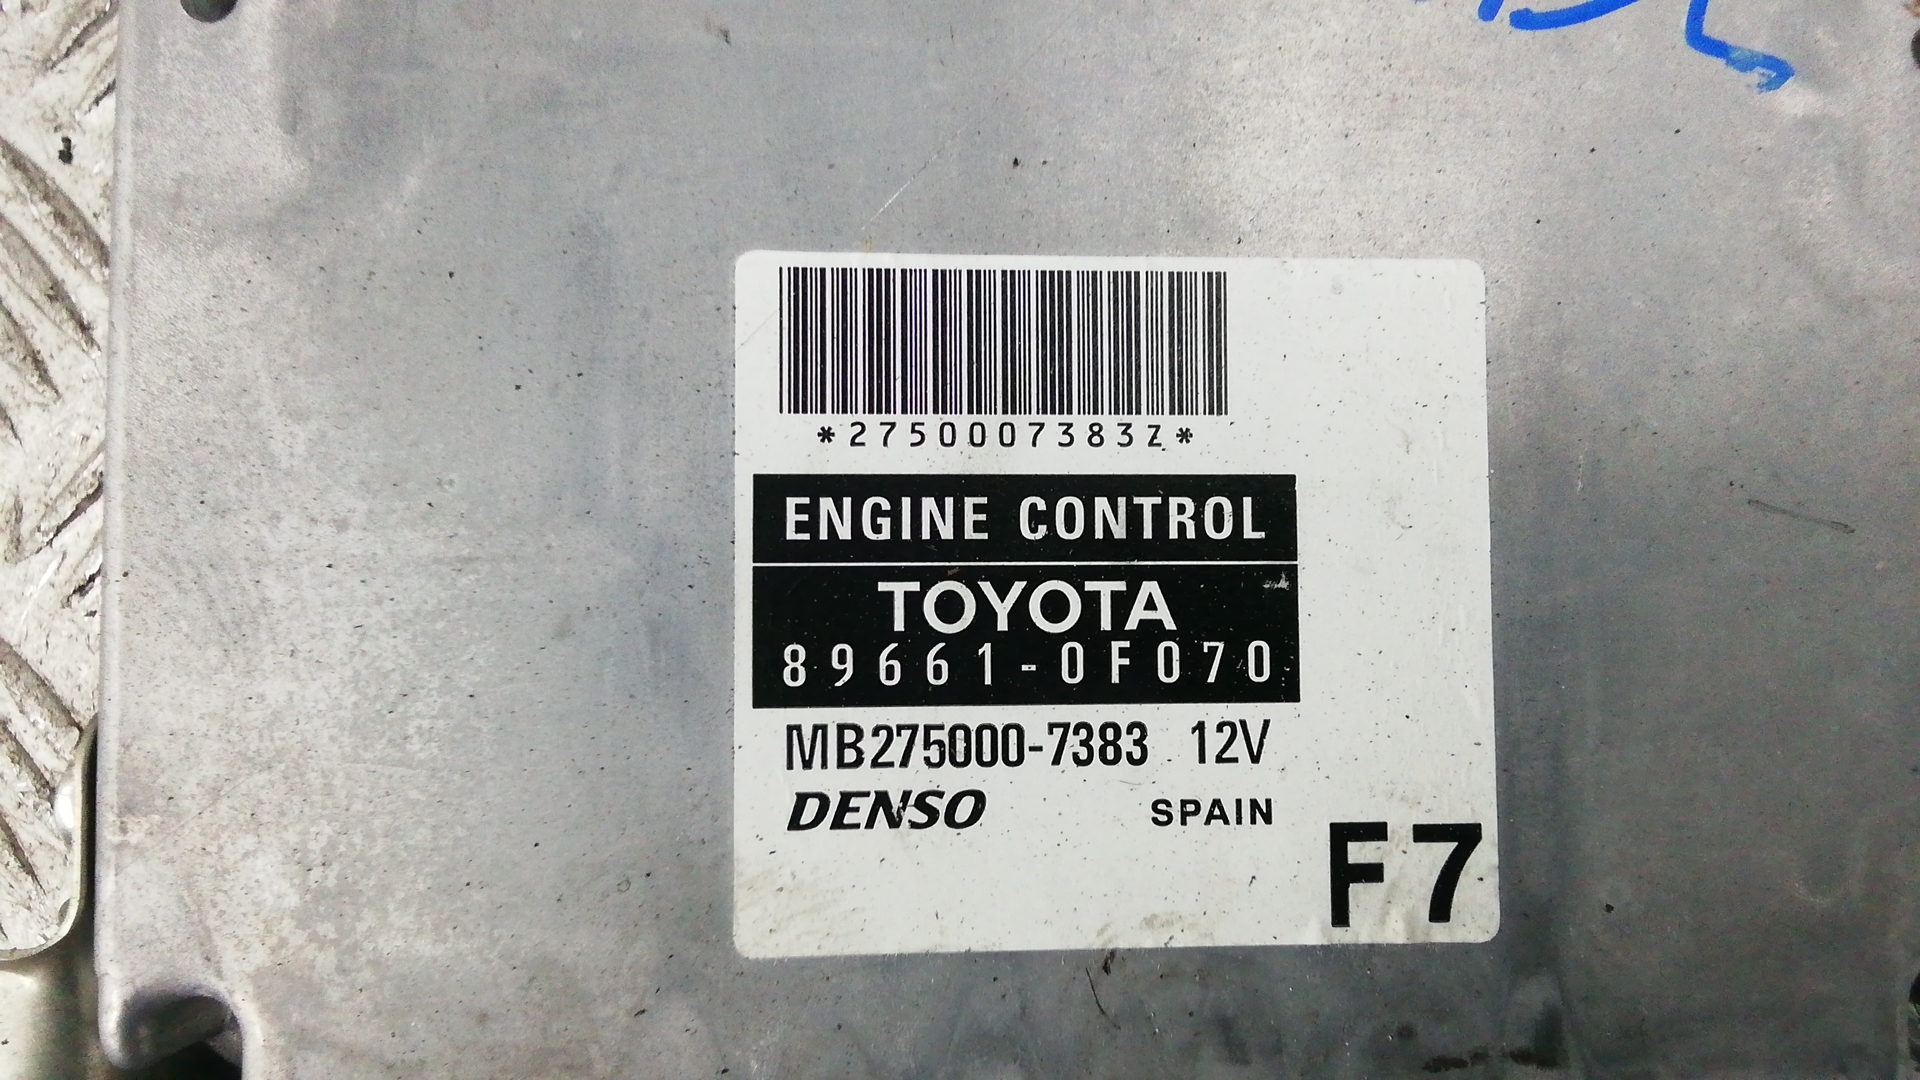 *2750007383Z*
ENGINE CONTROL
TOYOTA
89661-0F070
MB275000-7383 12V
DENSO SPAIN
F7